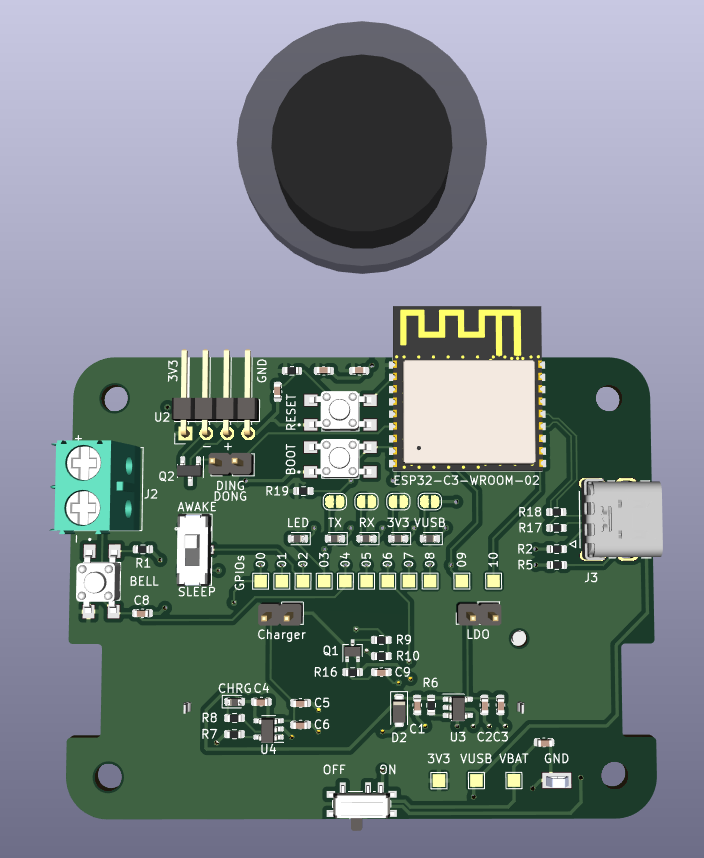 3V3
GND
U2
- +
RESET
BOOT
ESP32-C3-WROOM-02
+
Q2
DING
DONG
J2
R19
AWAKE
-
R18
R17
LED TX RX 3V3 VUSB
R1
R2
R5
GPIOs
00 01 02 03 04 05 06 07 08 09 10
J3
BELL
SLEEP
C8
Charger
LDO
Q1
R9
R10
R16
C9
CHRG C4
R6
C5
R8
C6
R7
U4
C1
D2
U3
C2 C3
3V3 VUSB VBAT GND
OFF ON